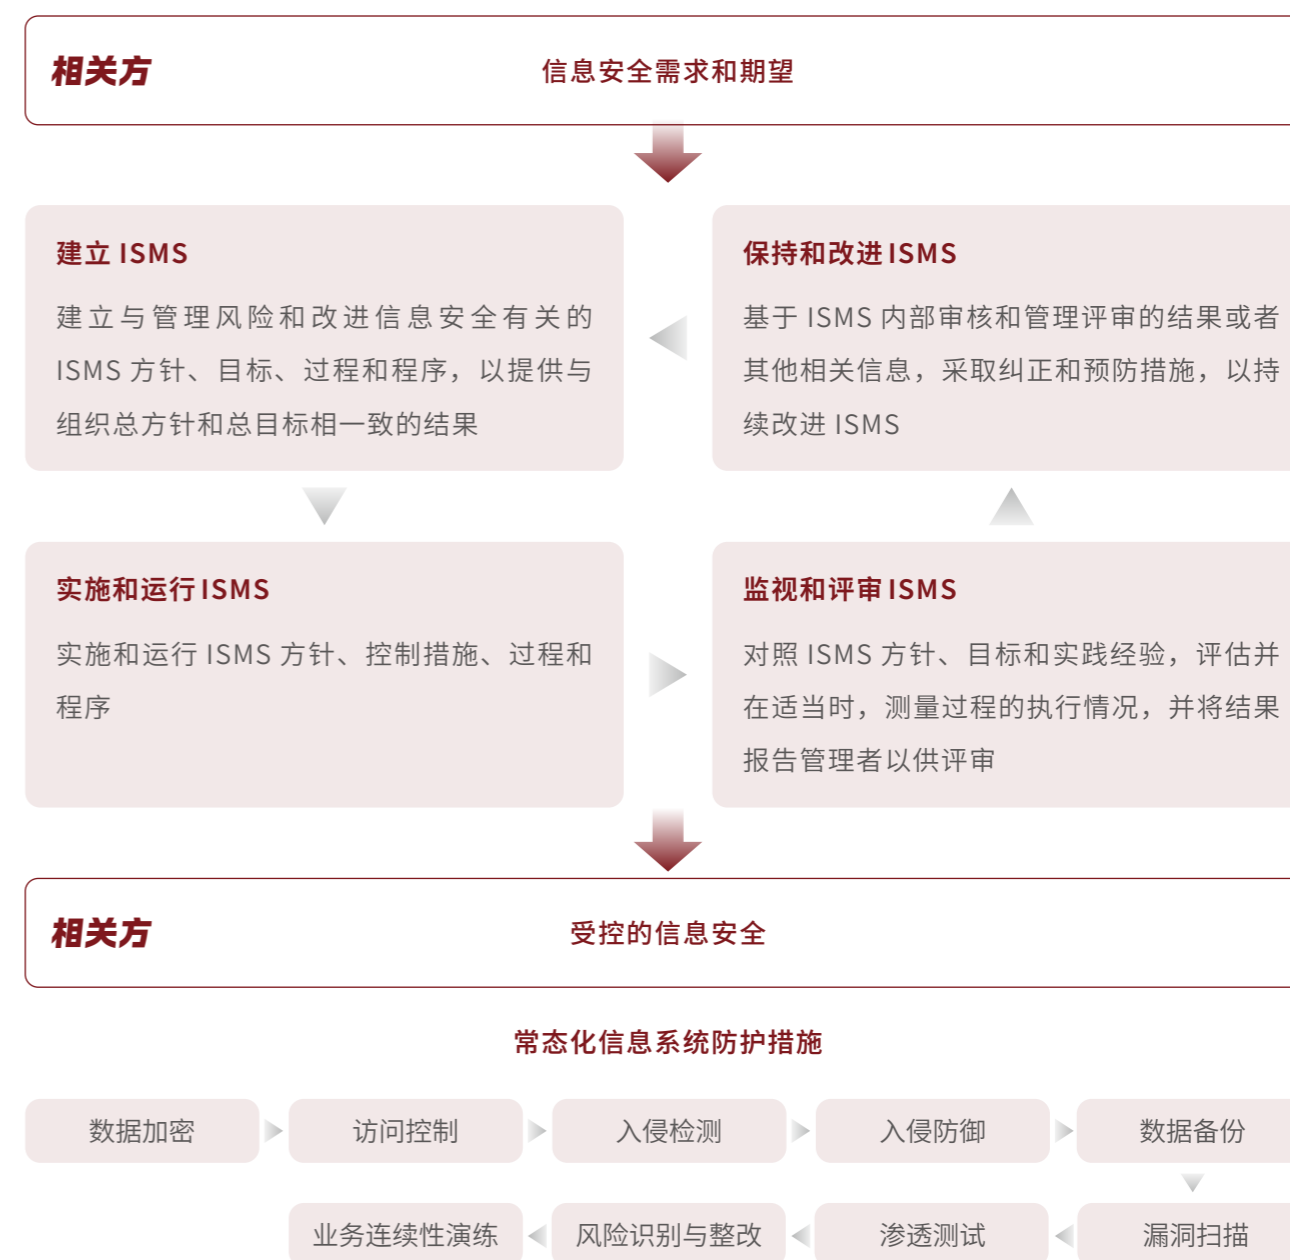 相关方
信息安全需求和期望
建立 ISMS
建立与管理风险和改进信息安全有关的
ISMS 方针、目标、过程和程序，以提供与
组织总方针和总目标相一致的结果
保持和改进 ISMS
基于 ISMS 内部审核和管理评审的结果或者
其他相关信息，采取纠正和预防措施，以持
续改进 ISMS
实施和运行 ISMS
实施和运行 ISMS 方针、控制措施、过程和
程序
监视和评审 ISMS
对照 ISMS 方针、目标和实践经验，评估并
在适当时，测量过程的执行情况，并将结果
报告管理者以供评审
相关方
受控的信息安全
常态化信息系统防护措施
数据加密
访问控制
入侵检测
入侵防御
数据备份
漏洞扫描
渗透测试
风险识别与整改
业务连续性演练